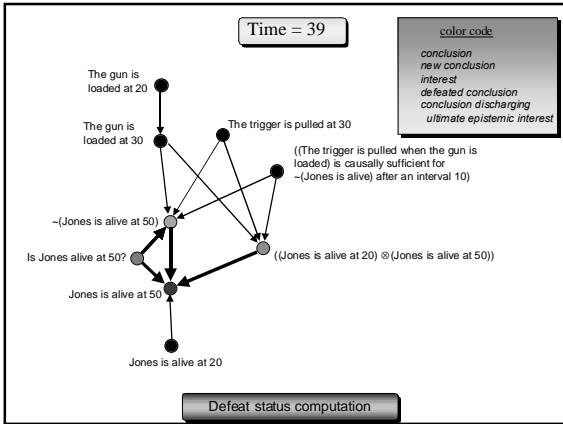 Time = 39
color code
conclusion
new conclusion
interest
defeated conclusion
conclusion discharging
ultimate epistemic interest
The gun is
loaded at 20
The gun is
loaded at 30
The trigger is pulled at 30
((The trigger is pulled when the gun is
loaded) is causally sufficient for
~(Jones is alive) after an interval 10)
~(Jones is alive at 50)
Is Jones alive at 50?
((Jones is alive at 20) ⊗(Jones is alive at 50))
Jones is alive at 50
Jones is alive at 20
Defeat status computation